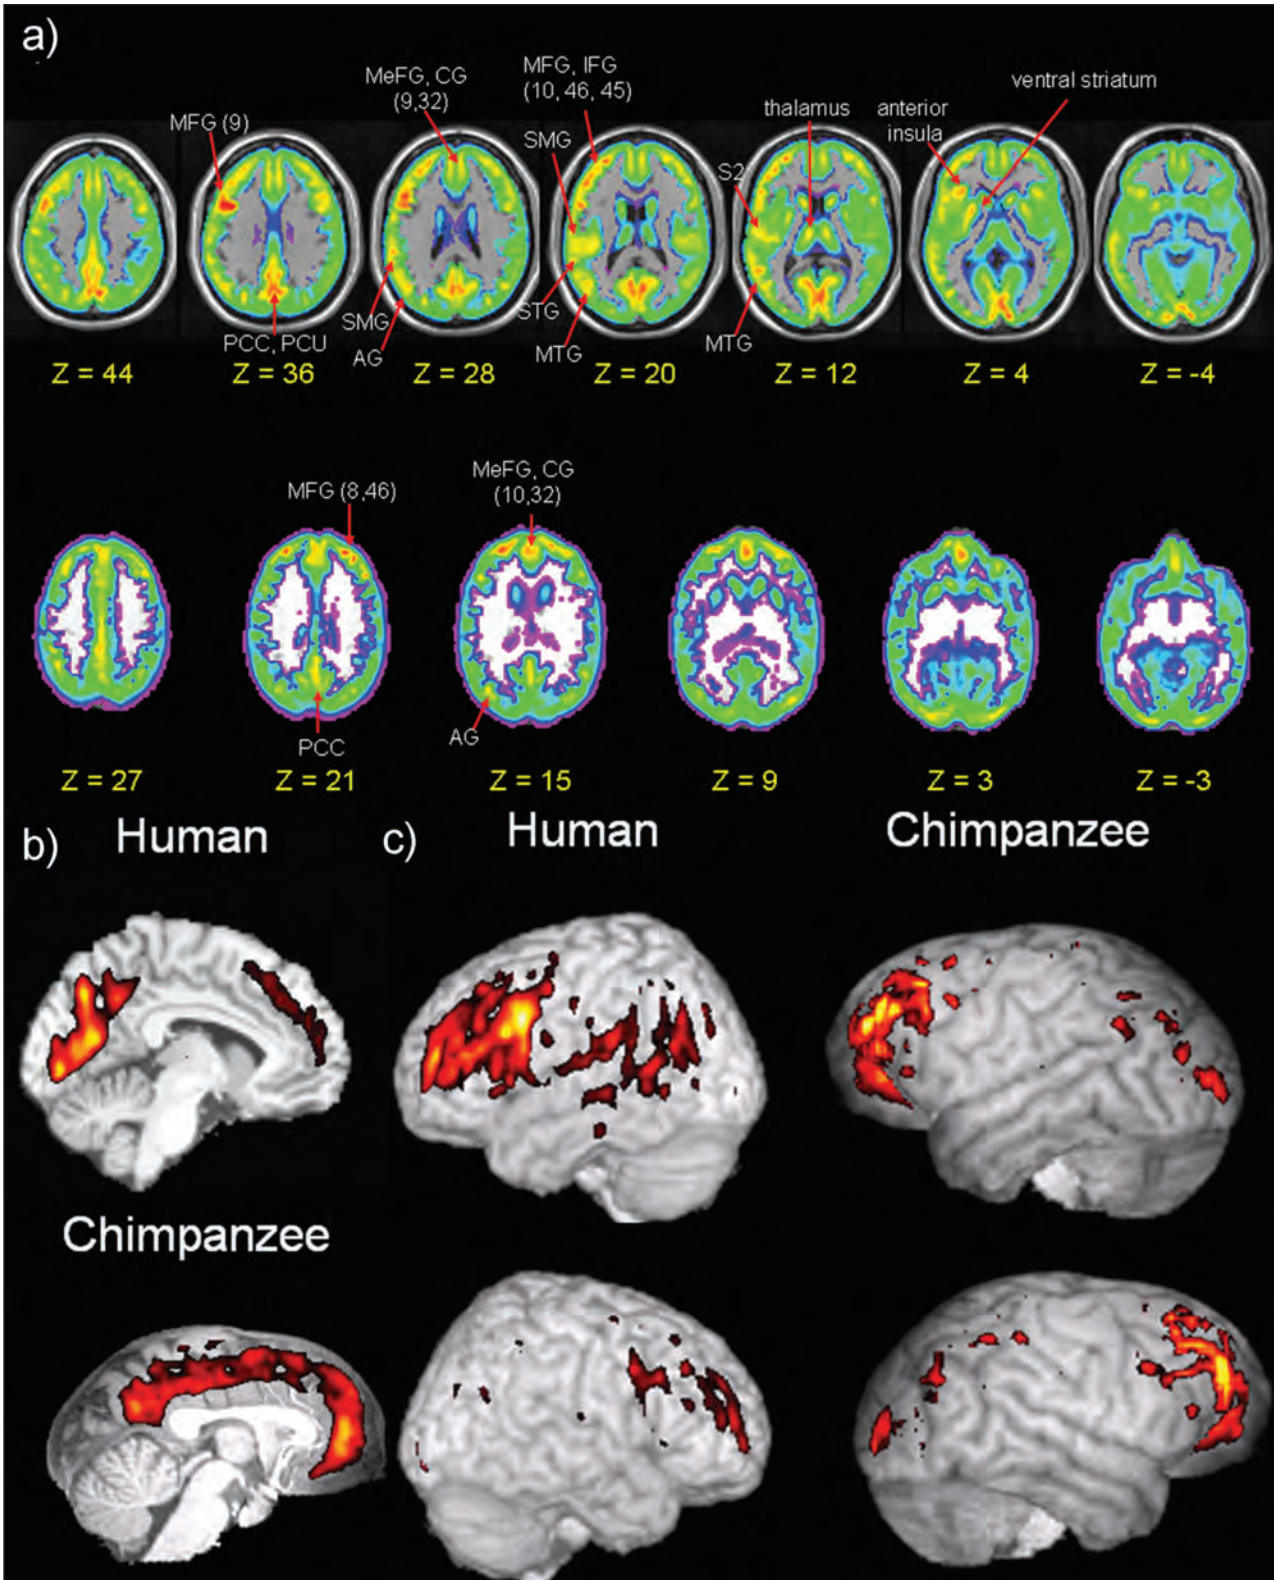 a)
MeFG, CG
(9,32)
MFG, IFG
(10, 46, 45)
ventral striatum
thalamus
anterior
insula
MFG (9)
SMG
S2
SMG
AG
PCC, PCU
STG
MTG
MTG
Z = 44
Z = 36
Z = 28
Z = 20
Z = 12
Z = 4
Z = -4
MFG (8,46)
MeFG, CG
(10,32)
PCC
AG
Z = 27
Z = 21
Z = 15
Z = 9
Z = 3
Z = -3
b)
Human
c)
Human
Chimpanzee
Chimpanzee